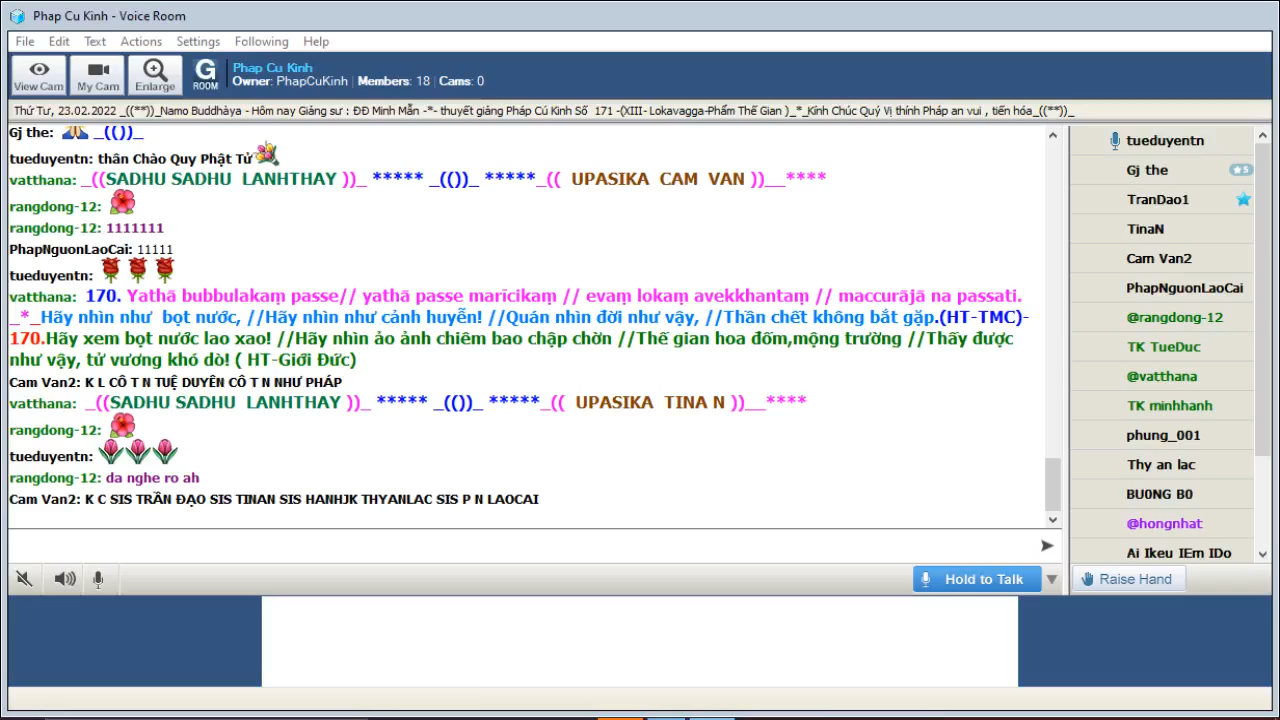 Phap Cu Kinh - Voice Room
File Edit Text Actions Settings Following Help
View Cam My Cam Enlarge G ROOM
Phap Cu Kinh
Owner: PhapCuKinh | Members: 18 | Cams: 0
Thứ Tư, 23.02.2022 _((**))_Namo Buddhàya - Hôm nay Giảng sư : ĐĐ Minh Mẫn -*- thuyết giảng Pháp Cú Kinh Số 171 -(XIII- Lokavagga-Phẩm Thế Gian )_*_Kính Chúc Quý Vị thính Pháp an vui , tiến hóa_((**))_
Gj the: _(())_
tueduyentn: thân Chào Quy Phật Tử
vatthana: _((SADHU SADHU LANHTHAY ))_ ***** _(())_ *****_(( UPASIKA CAM VAN ))__****
rangdong-12:
rangdong-12: 1111111
PhapNguonLaoCai: 11111
tueduyentn:
vatthana: 170. Yathā bubbulakaṃ passe// yathā passe marīcikaṃ // evaṃ lokaṃ avekkhantaṃ // maccurājā na passati.
_*_Hãy nhìn như bọt nước, //Hãy nhìn như cảnh huyễn! //Quán nhìn đời như vậy, //Thần chết không bắt gặp.(HT-TMC)-
170.Hãy xem bọt nước lao xao! //Hãy nhìn ảo ảnh chiêm bao chập chờn //Thế gian hoa đốm,mộng trường //Thấy được
như vậy, tử vương khó dò! ( HT-Giới Đức)
Cam Van2: K L CÔ T N TUỆ DUYÊN CÔ T N NHƯ PHÁP
vatthana: _((SADHU SADHU LANHTHAY ))_ ***** _(())_ *****_(( UPASIKA TINA N ))__****
rangdong-12:
tueduyentn:
rangdong-12: da nghe ro ah
Cam Van2: K C SIS TRẦN ĐẠO SIS TINAN SIS HANHJK THYANLAC SIS P N LAOCAI
Hold to Talk
tueduyentn
Gj the 5
TranDao1
TinaN
Cam Van2
PhapNguonLaoCai
@rangdong-12
TK TueDuc
@vatthana
TK minhhanh
phung_001
Thy an lac
BU0NG B0
@hongnhat
Ai Ikeu IEm IDo
Raise Hand